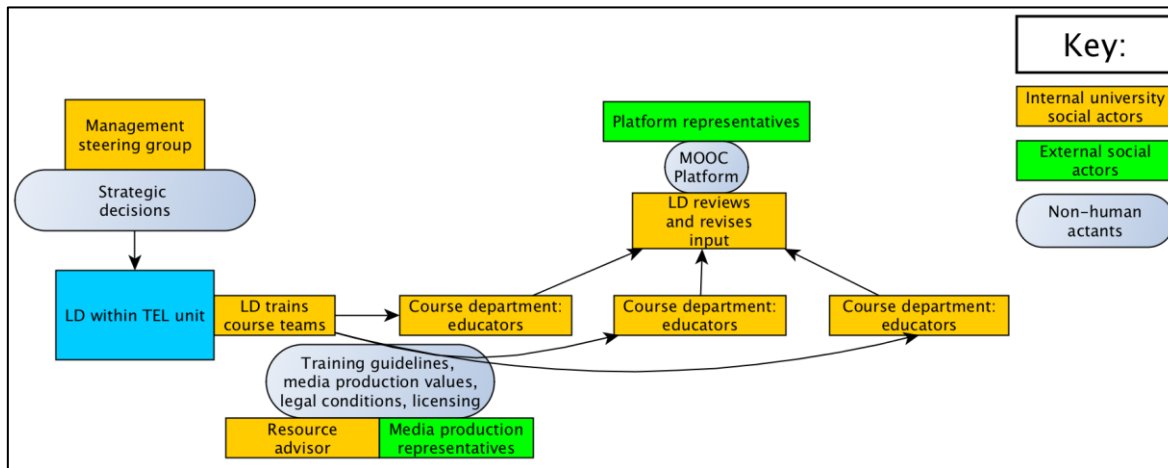 Key:
Internal university
social actors
External social
actors
Non-human
actants
Management
steering group
Strategic
decisions
LD within TEL unit
LD trains
course teams
Course department:
educators
Course department:
educators
Course department:
educators
Platform representatives
MOOC
Platform
LD reviews
and revises
input
Training guidelines,
media production values,
legal conditions, licensing
Resource
advisor
Media production
representatives